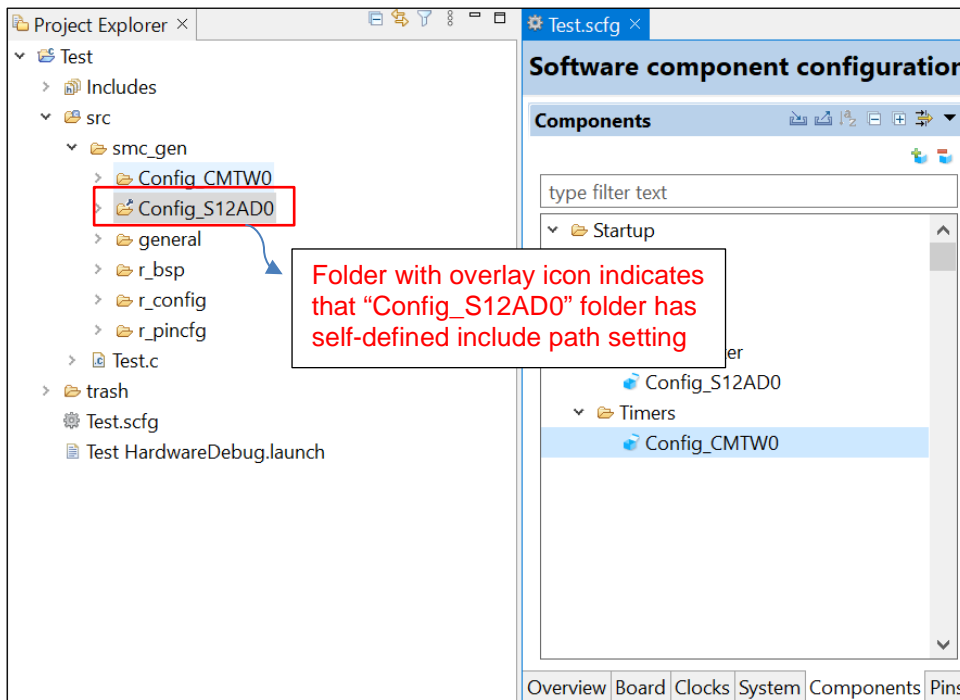 Project Explorer ×
Test
Includes
src
smc_gen
Config_CMTW0
Config_S12AD0
general
r_bsp
r_config
r_pincfg
Test.c
trash
Test.scfg
Test HardwareDebug.launch
Folder with overlay icon indicates
that “Config_S12AD0” folder has
self-defined include path setting
Test.scfg ×
Software component configuration
Components
type filter text
Startup
er
Config_S12AD0
Timers
Config_CMTW0
Overview Board Clocks System Components Pins